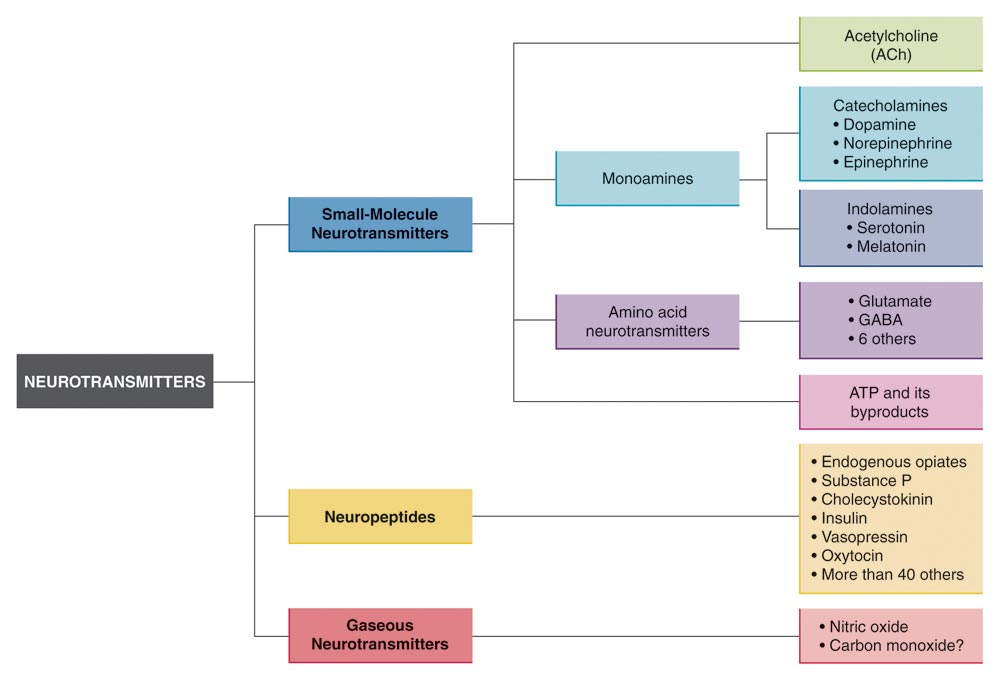 NEUROTRANSMITTERS
Small-Molecule
Neurotransmitters
Neuropeptides
Gaseous
Neurotransmitters
Monoamines
Amino acid
neurotransmitters
Acetylcholine
(ACh)
Catecholamines
• Dopamine
• Norepinephrine
• Epinephrine
Indolamines
• Serotonin
• Melatonin
• Glutamate
• GABA
• 6 others
ATP and its
byproducts
• Endogenous opiates
• Substance P
• Cholecystokinin
• Insulin
• Vasopressin
• Oxytocin
• More than 40 others
• Nitric oxide
• Carbon monoxide?